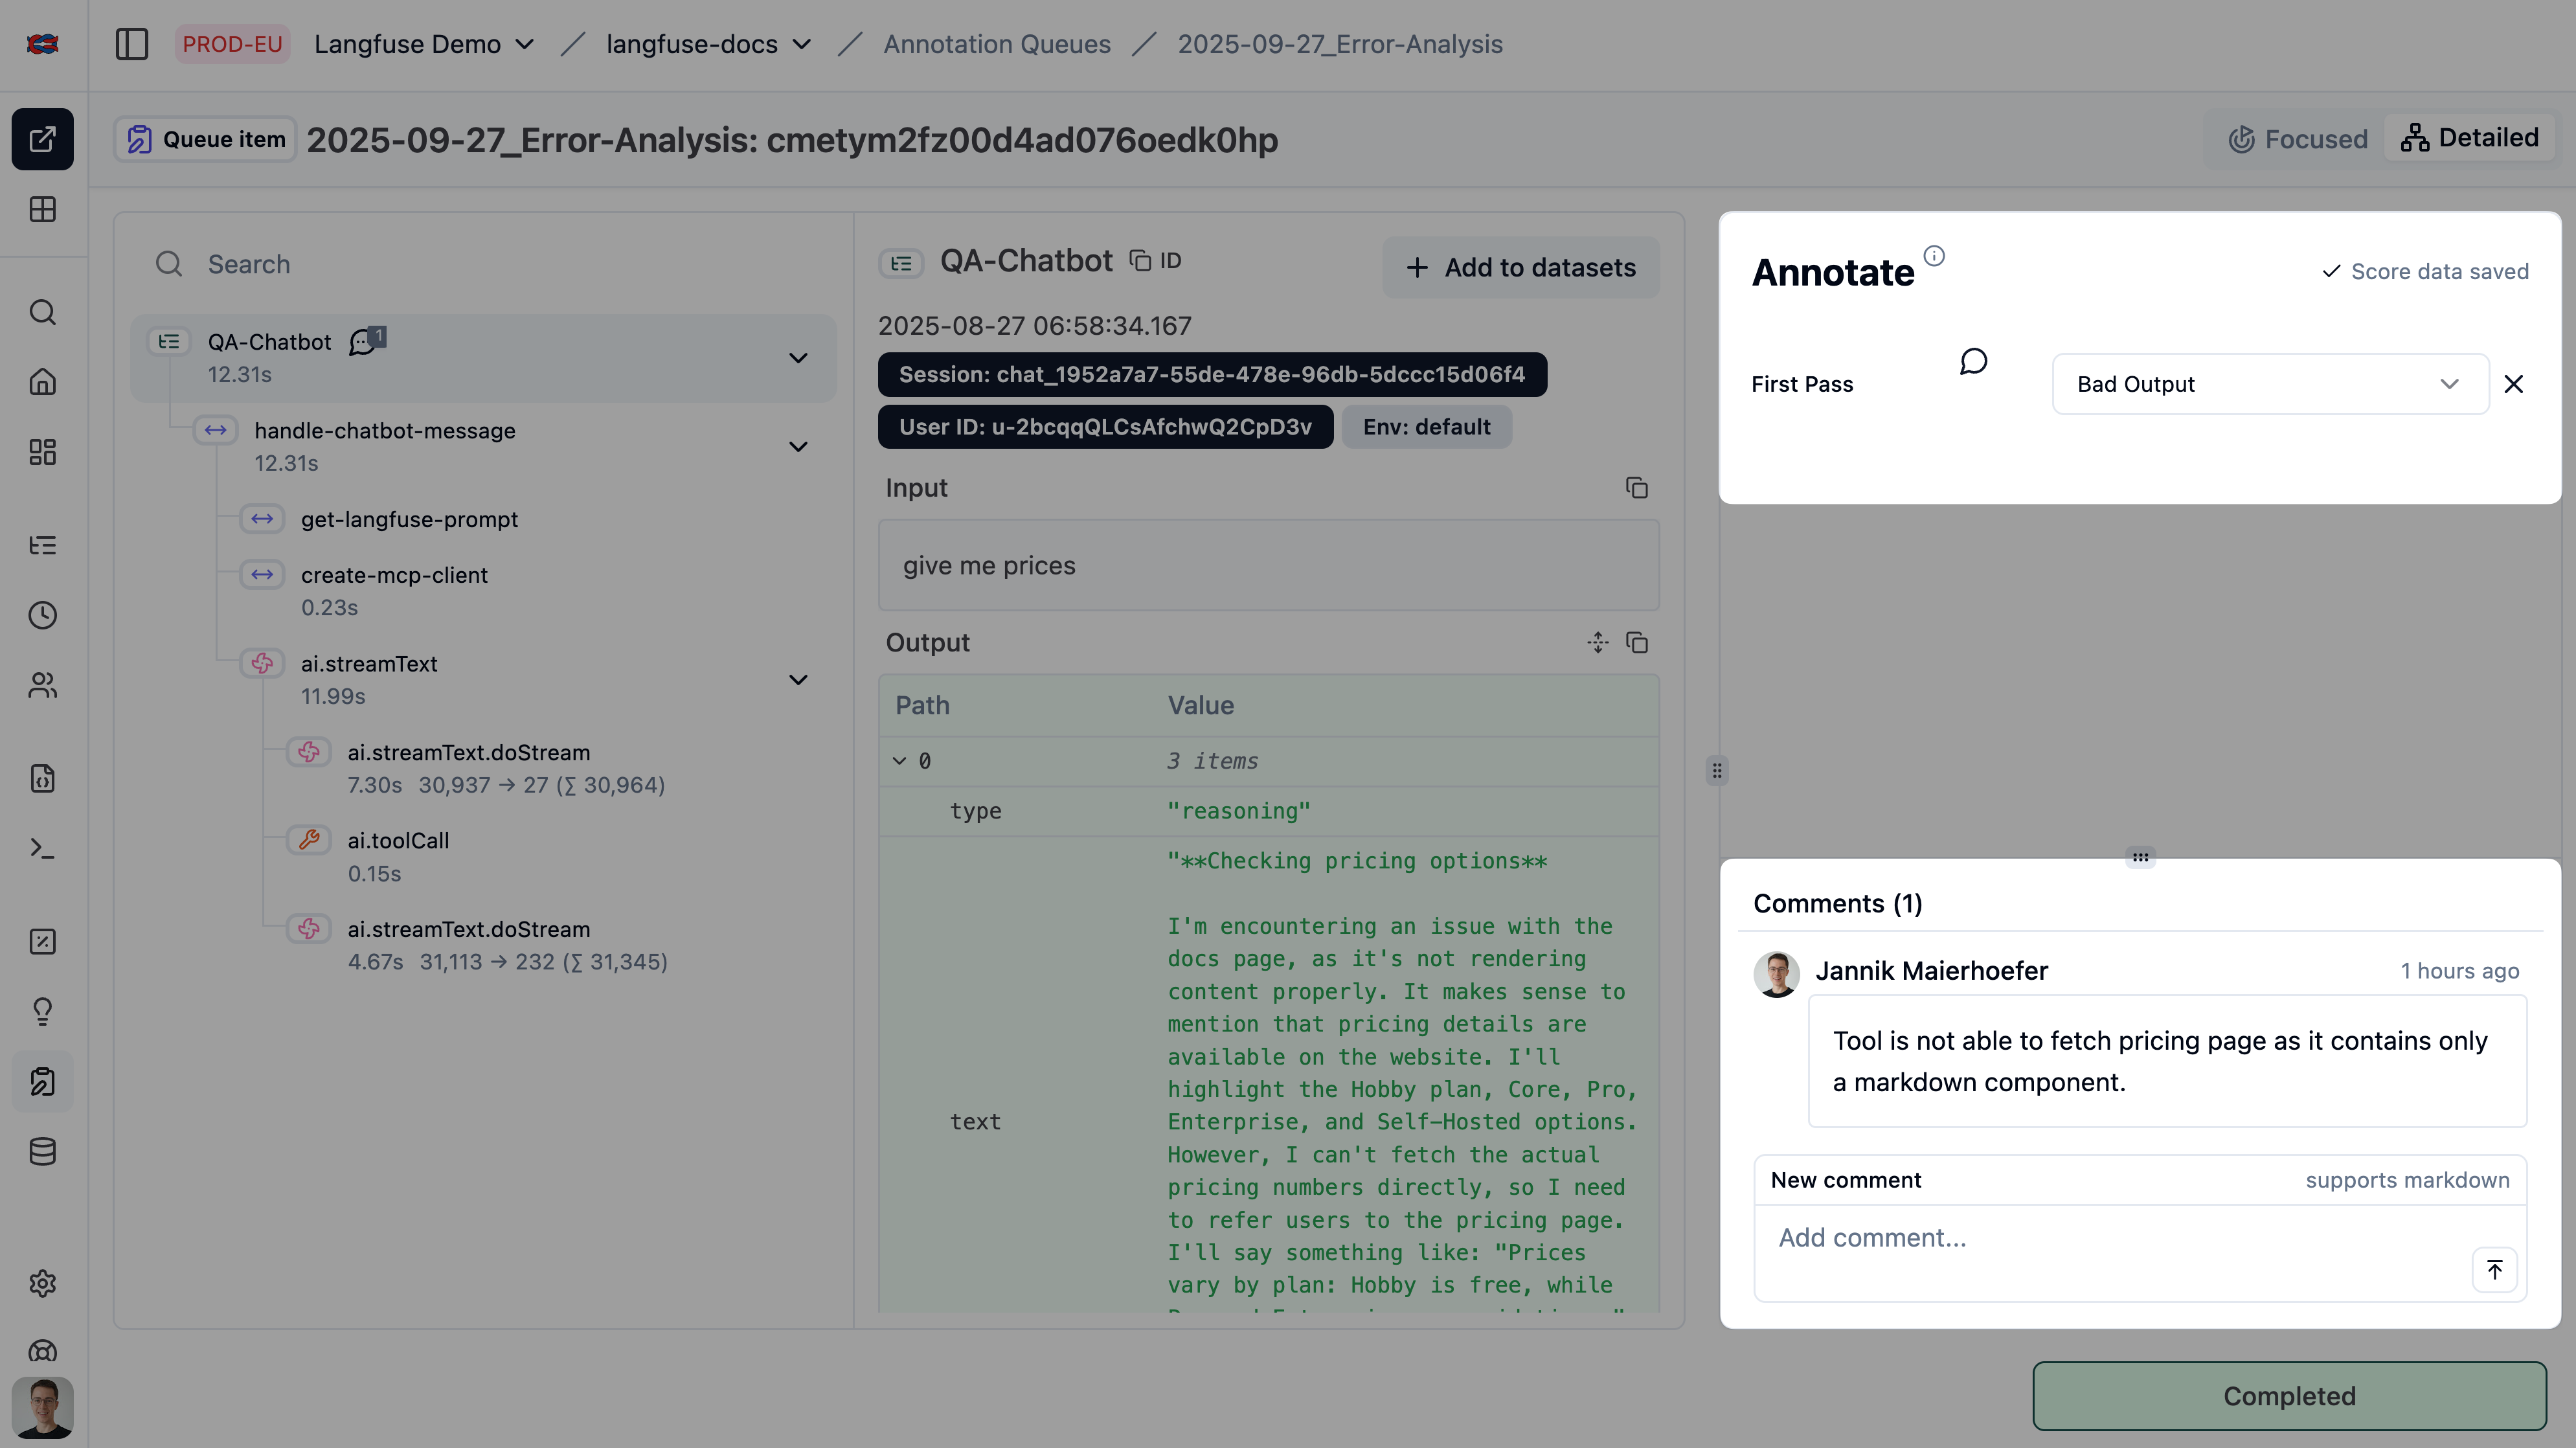 PROD-EU Langfuse Demo / langfuse-docs / Annotation Queues / 2025-09-27_Error-Analysis
Queue item 2025-09-27_Error-Analysis: cmetym2fz00d4ad076oedk0hp
Focused Detailed
Search
QA-Chatbot 1
12.31s
handle-chatbot-message
12.31s
get-langfuse-prompt
create-mcp-client
0.23s
ai.streamText
11.99s
ai.streamText.doStream
7.30s 30,937 → 27 (∑ 30,964)
ai.toolCall
0.15s
ai.streamText.doStream
4.67s 31,113 → 232 (∑ 31,345)
QA-Chatbot ID
+ Add to datasets
2025-08-27 06:58:34.167
Session: chat_1952a7a7-55de-478e-96db-5dccc15d06f4
User ID: u-2bcqqQLCsAfchwQ2CpD3v Env: default
Input
give me prices
Output
Path Value
0 3 items
type "reasoning"
text
"**Checking pricing options**
I'm encountering an issue with the
docs page, as it's not rendering
content properly. It makes sense to
mention that pricing details are
available on the website. I'll
highlight the Hobby plan, Core, Pro,
Enterprise, and Self-Hosted options.
However, I can't fetch the actual
pricing numbers directly, so I need
to refer users to the pricing page.
I'll say something like: "Prices
vary by plan: Hobby is free, while
Annotate
Score data saved
First Pass Bad Output
Comments (1)
Jannik Maierhoefer 1 hours ago
Tool is not able to fetch pricing page as it contains only
a markdown component.
New comment supports markdown
Add comment...
Completed